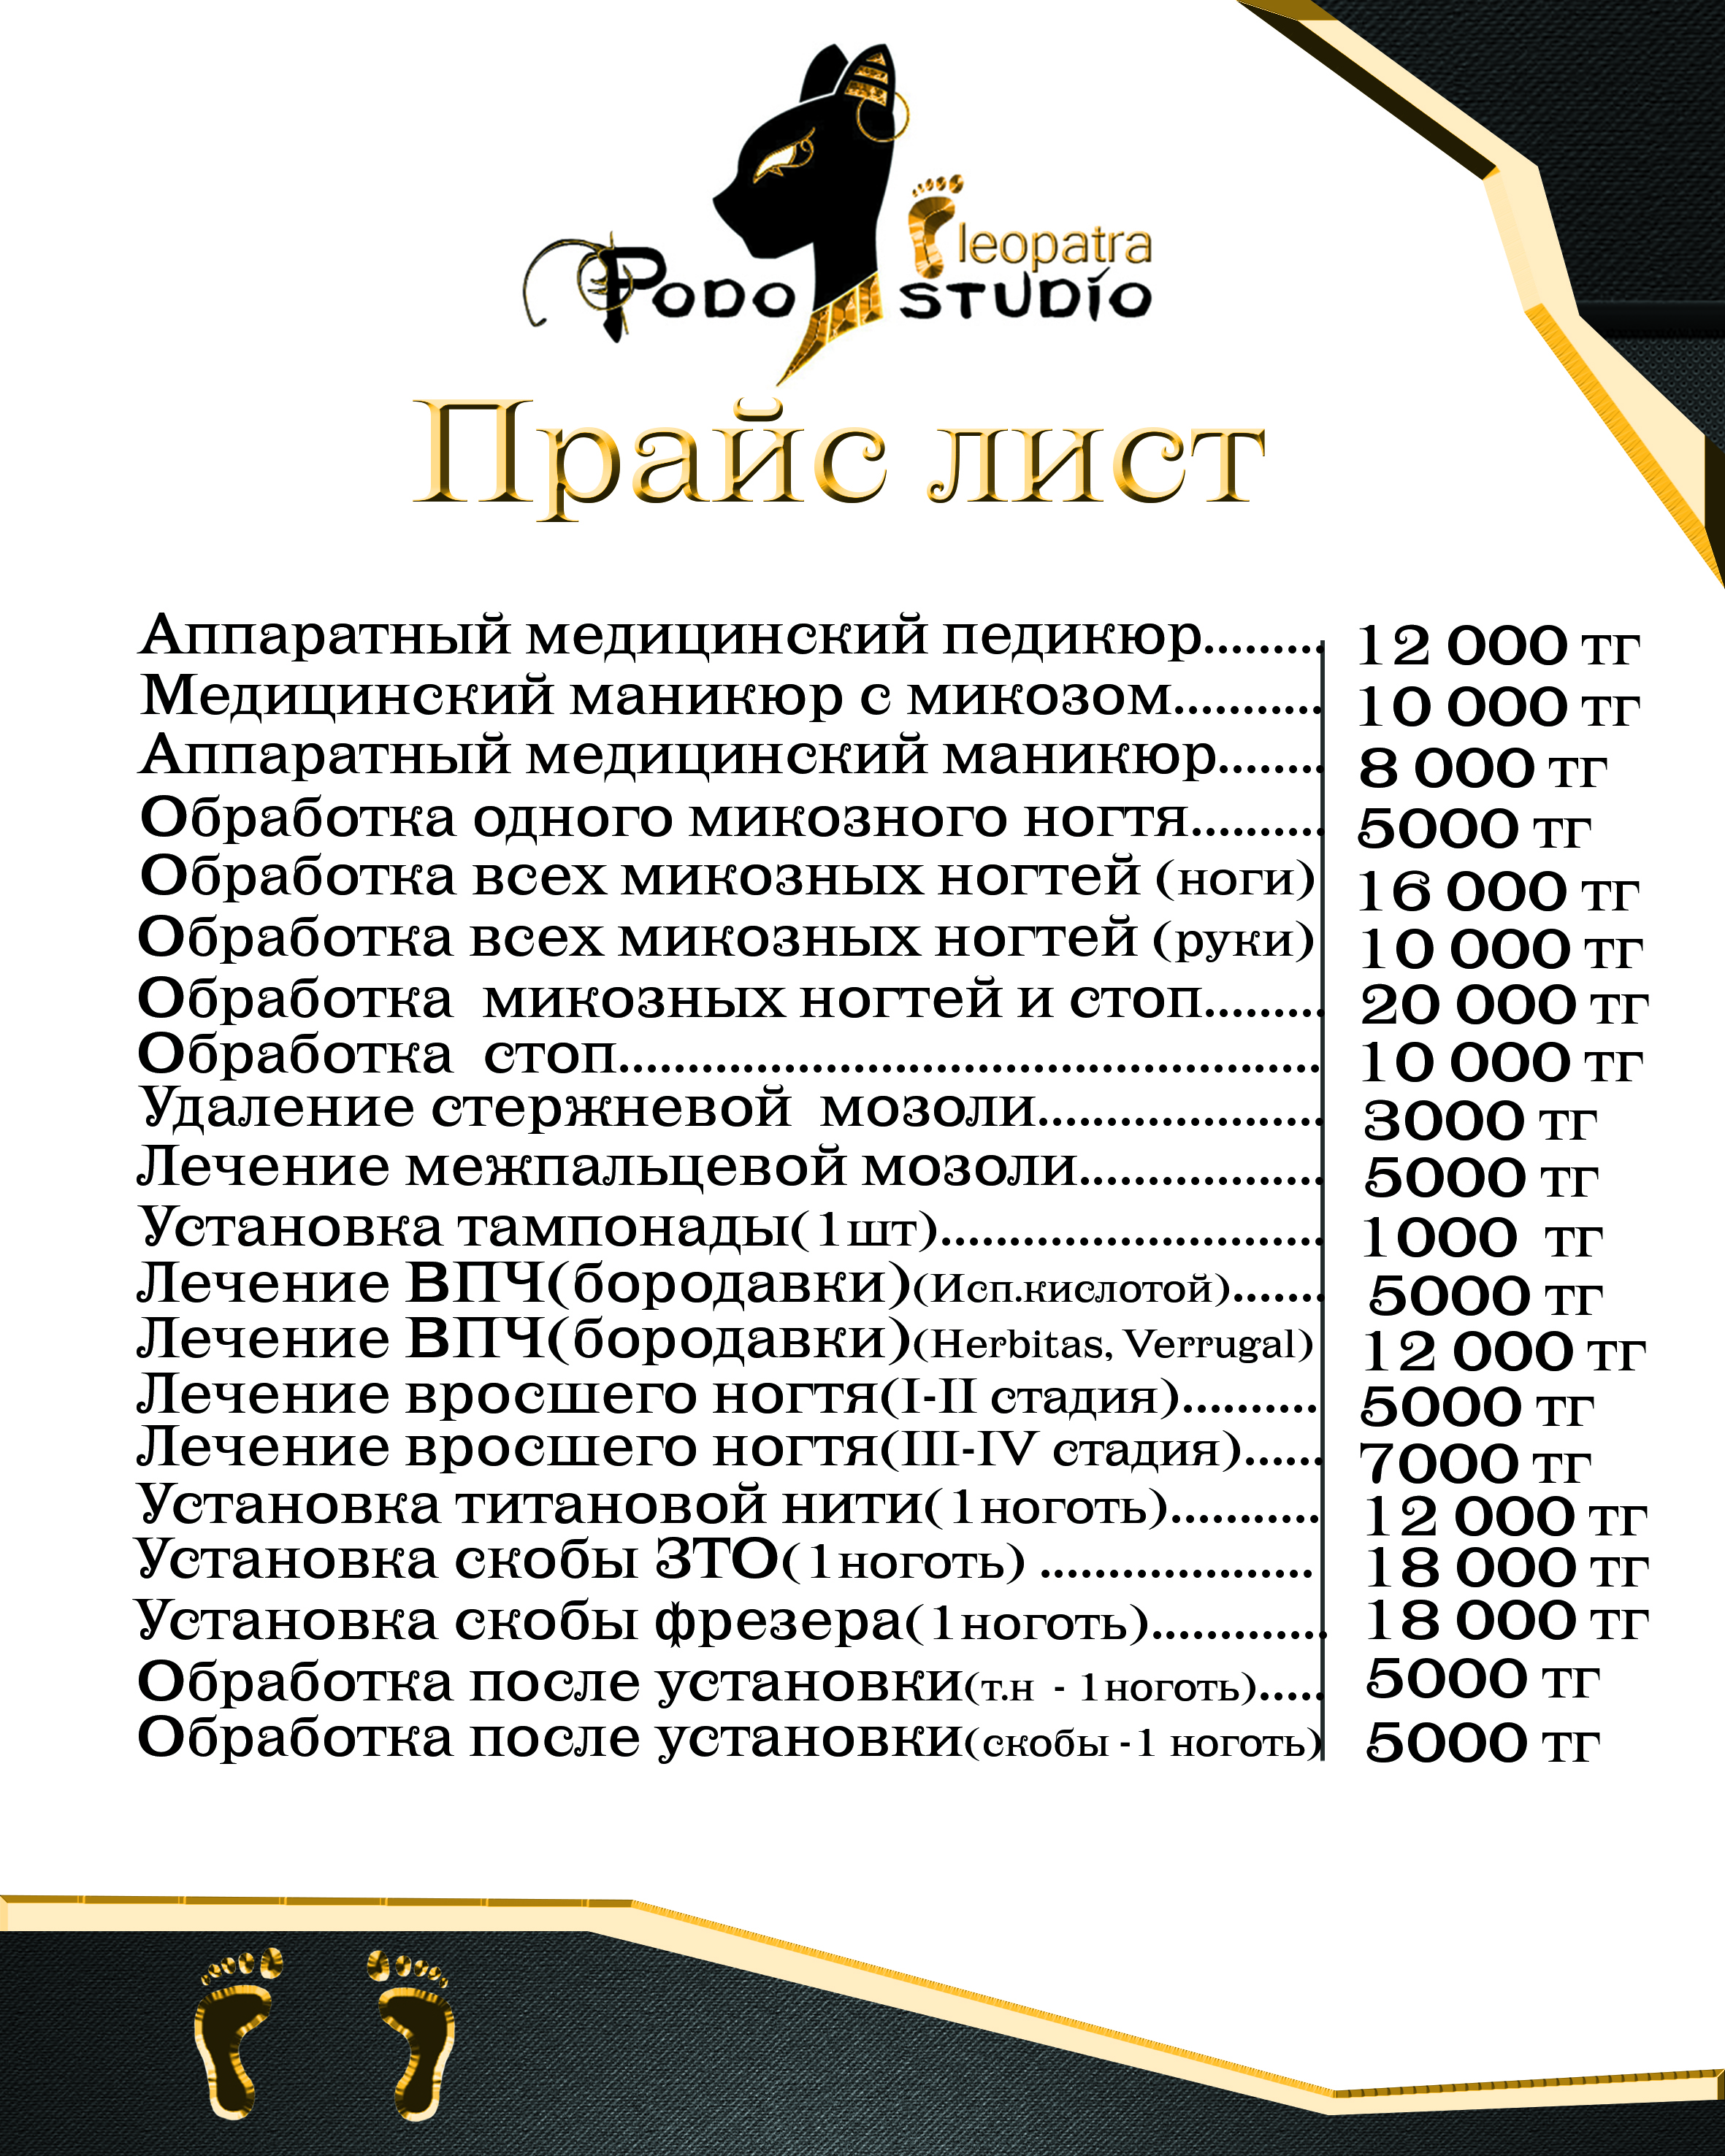 Podo
leopatra
studio
Прайс лист
Аппаратный медицинский педикюр......... 12 000 тг
Медицинский маникюр с микозом........... 10 000 тг
Аппаратный медицинский маникюр........ 8 000 тг
Обработка одного микозного ногтя.......... 5000 тг
Обработка всех микозных ногтей (ноги) 16 000 тг
Обработка всех микозных ногтей (руки) 10 000 тг
Обработка микозных ногтей и стоп......... 20 000 тг
Обработка стоп.................................................... 10 000 тг
Удаление стержневой мозоли..................... 3000 тг
Лечение межпальцевой мозоли.................. 5000 тг
Установка тампонады(1шт)............................ 1000 тг
Лечение ВПЧ(бородавки)(Исп.кислотой)....... 5000 тг
Лечение ВПЧ(бородавки)(Herbitas, Verrugal) 12 000 тг
Лечение вросшего ногтя(I-II стадия).......... 5000 тг
Лечение вросшего ногтя(III-IV стадия)...... 7000 тг
Установка титановой нити(1ноготь)........... 12 000 тг
Установка скобы ЗТО(1ноготь) .................... 18 000 тг
Установка скобы фрезера(1ноготь)............. 18 000 тг
Обработка после установки(т.н - 1ноготь)..... 5000 тг
Обработка после установки(скобы -1 ноготь) 5000 тг